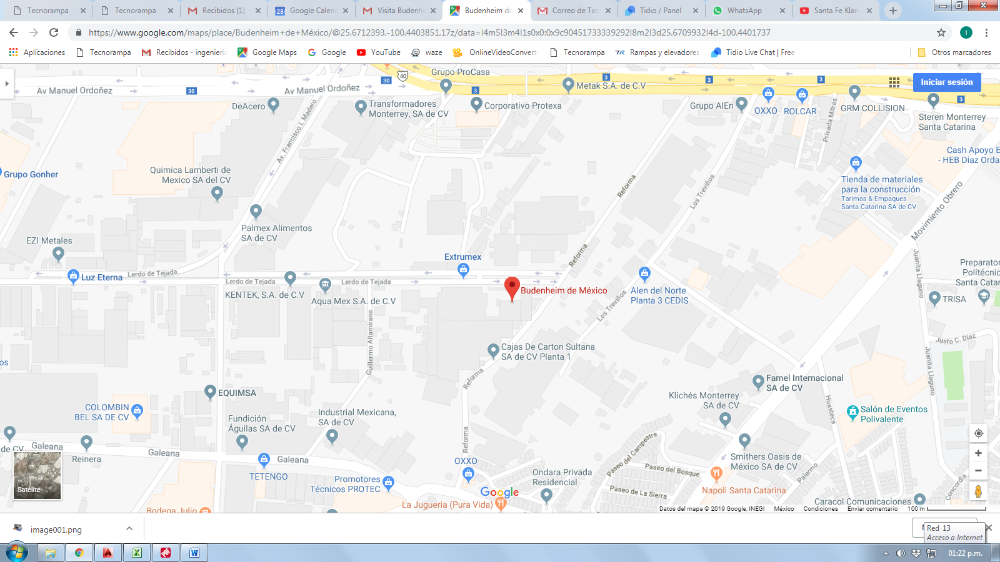 Tecnorampa
Tecnorampa
Recibidos (1)
Google Calen
Visita Budenh
Budenheim de
Correo de Tec
Tidio / Panel
WhatsApp
Santa Fe Klan
https://www.google.com/maps/place/Budenheim+de+México/@25.6712393,-100.4403851,17z/data=!4m5!3m4!1s0x0:0x9c90451733339292!8m2!3d25.6709932!4d-100.4401737
I
Aplicaciones
Tecnorampa
Recibidos - ingenieria
Google Maps
Google
YouTube
waze
OnlineVideoConverte
Tecnorampa
Rampas y elevadores
Tidio Live Chat | Free
Otros marcadores
Iniciar sesión
Av Manuel Ordoñez
30
Av Manuel Ordoñez
30
40
Grupo ProCasa
3
3
3
3
3
Metak S.A. de C.V
DeAcero
Transformadores
Monterrey, SA de CV
Corporativo Protexa
Grupo AlEn
OXXO
ROLCAR
GRM COLLISION
Steren Monterrey
Santa Catarina
Privada Mitras
Av. Francisco I. Madero
Cash Apoyo E
- HEB Diaz Orda
Grupo Gonher
Quimica Lamberti de
Mexico SA del CV
Tienda de materiales
para la construcción
Tarimas & Empaques
Santa Catarina SA de CV
Reforma
Los Treviños
Movimiento Obrero
Palmex Alimentos
SA de CV
EZI Metales
Extrumex
Reforma
Juanita Llaguno
Preparator
Politécnic
Santa Catar
Luz Eterna
Lerdo de Tejada
Lerdo de Tejada
Lerdo de Tejada
KENTEK, S.A. de C.V
Aqua Mex S.A. de C.V
Budenheim de México
Alen del Norte
Planta 3 CEDIS
Los Treviños
TRISA
Guillermo Altamirano
Cajas De Carton Sultana
SA de CV Planta 1
Justo C. Díaz
os
Reforma
Juanita Llaguno
Famel Internacional
SA de CV
EQUIMSA
Klichés Monterrey
SA de CV
Huasteca
COLOMBIN
BEL SA DE CV
Fundición
Águilas SA de CV
Industrial Mexicana,
SA de CV
Salón de Eventos
Polivalente
de CV
Galeana
Reinera
Galeana
Galeana
Reforma
Paseo del Campestre
Paseo del Bosque
Smithers Oasis de
México SA de CV
Palermo
OXXO
TETENGO
Promotores
Técnicos PROTEC
Ondara Privada
Residencial
Paseo de La Sierra
Napoli Santa Catarina
Concordia
Satélite
Google
La Jugueria (Pura Vida)
Bodega Julio
Caracol Comunicaciones
Datos del mapa © 2019 Google, INEGI
México
Condiciones
Enviar comentario
100 m
image001.png
Red 13
Acceso a Internet
01:22 p.m.